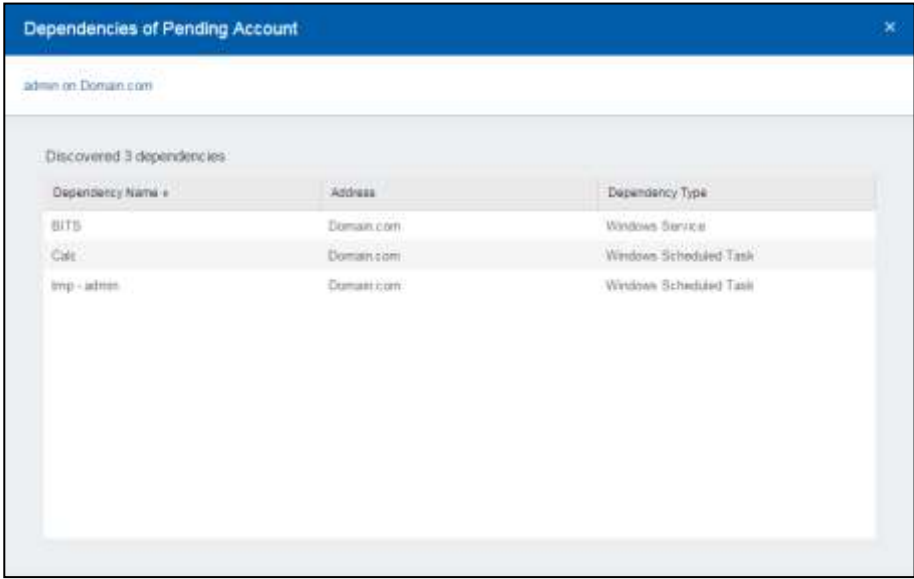 Dependencies of Pending Account ×
admin on Domain.com
Discovered 3 dependencies
Dependency Name Address Dependency Type
BITS Domain.com Windows Service
Calc Domain.com Windows Scheduled Task
tmp - admin Domain.com Windows Scheduled Task